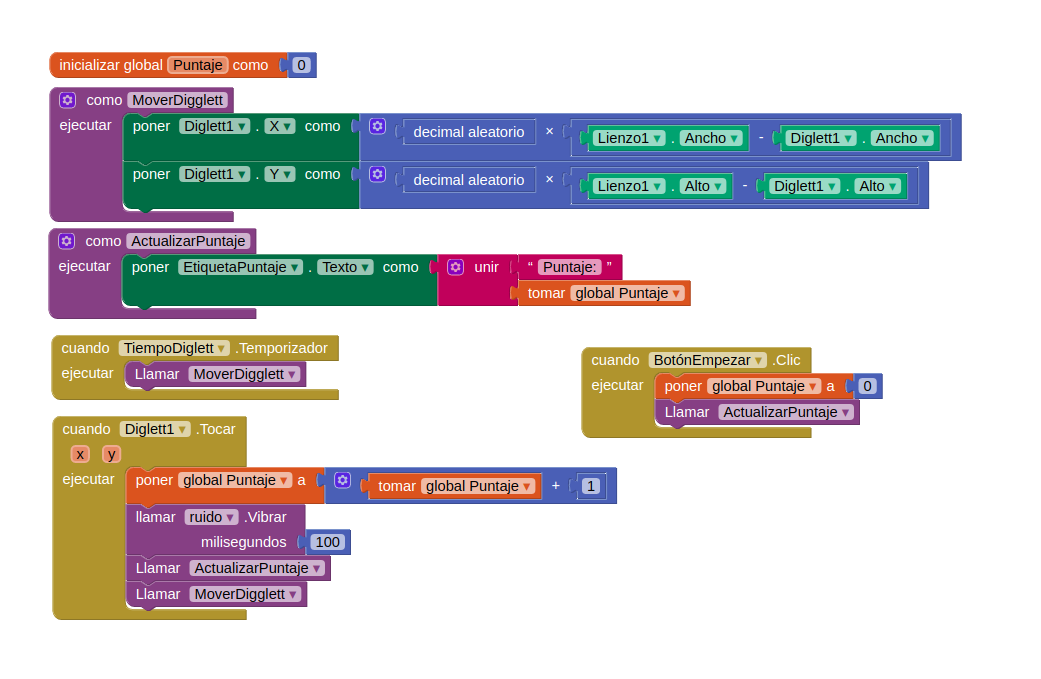 inicializar global Puntaje como 0
como MoverDigglett
ejecutar poner Diglett1 . X como decimal aleatorio × Lienzo1 . Ancho - Diglett1 . Ancho
poner Diglett1 . Y como decimal aleatorio × Lienzo1 . Alto - Diglett1 . Alto
como ActualizarPuntaje
ejecutar poner EtiquetaPuntaje . Texto como unir “ Puntaje: ”
tomar global Puntaje
cuando TiempoDiglett .Temporizador
ejecutar Llamar MoverDigglett
cuando BotónEmpezar .Clic
ejecutar poner global Puntaje a 0
Llamar ActualizarPuntaje
cuando Diglett1 .Tocar
x y
ejecutar poner global Puntaje a tomar global Puntaje + 1
llamar ruido .Vibrar
milisegundos 100
Llamar ActualizarPuntaje
Llamar MoverDigglett